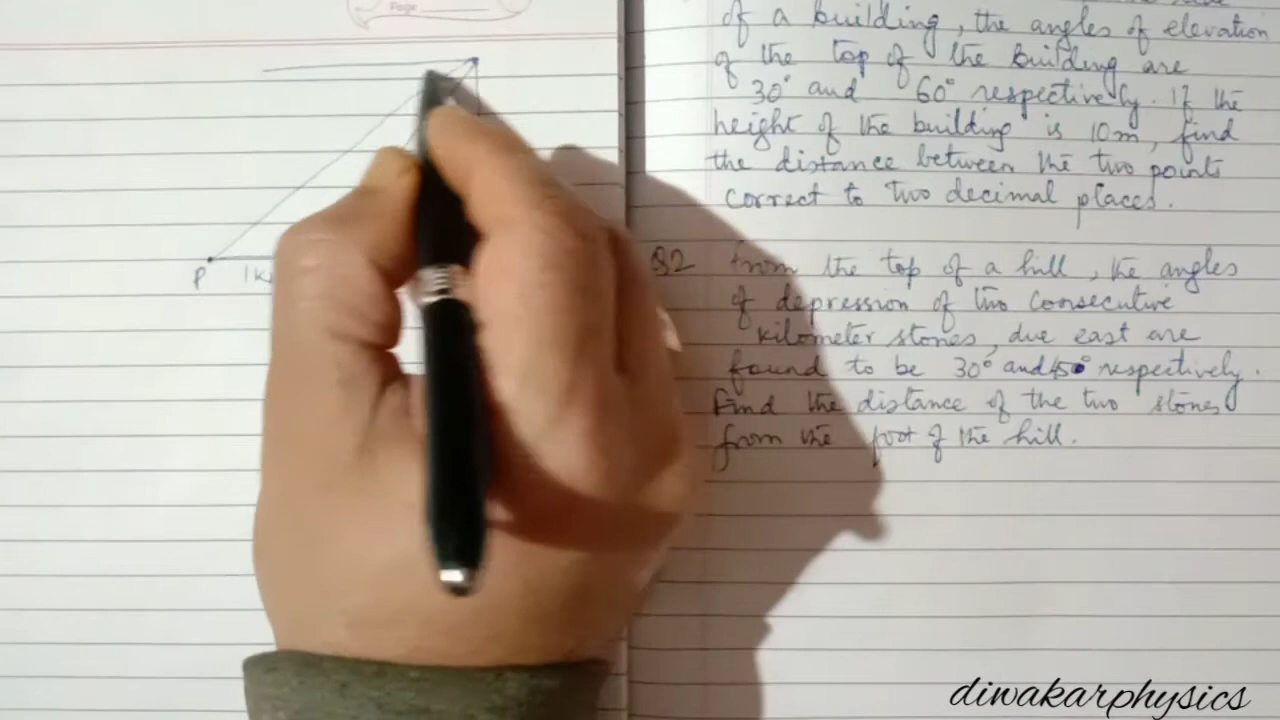 Page
P 1K
of a building, the angles of elevation
of the top of the building are
30° and 60° respectively. If the
height of the building is 10m, find
the distance between the two points
correct to two decimal places.
Q2 from the top of a hill, the angles
of depression of two consecutive
kilometer stones, due east are
found to be 30° and 45° respectively.
Find the distance of the two stones
from the foot of the hill.
diwakarphysics